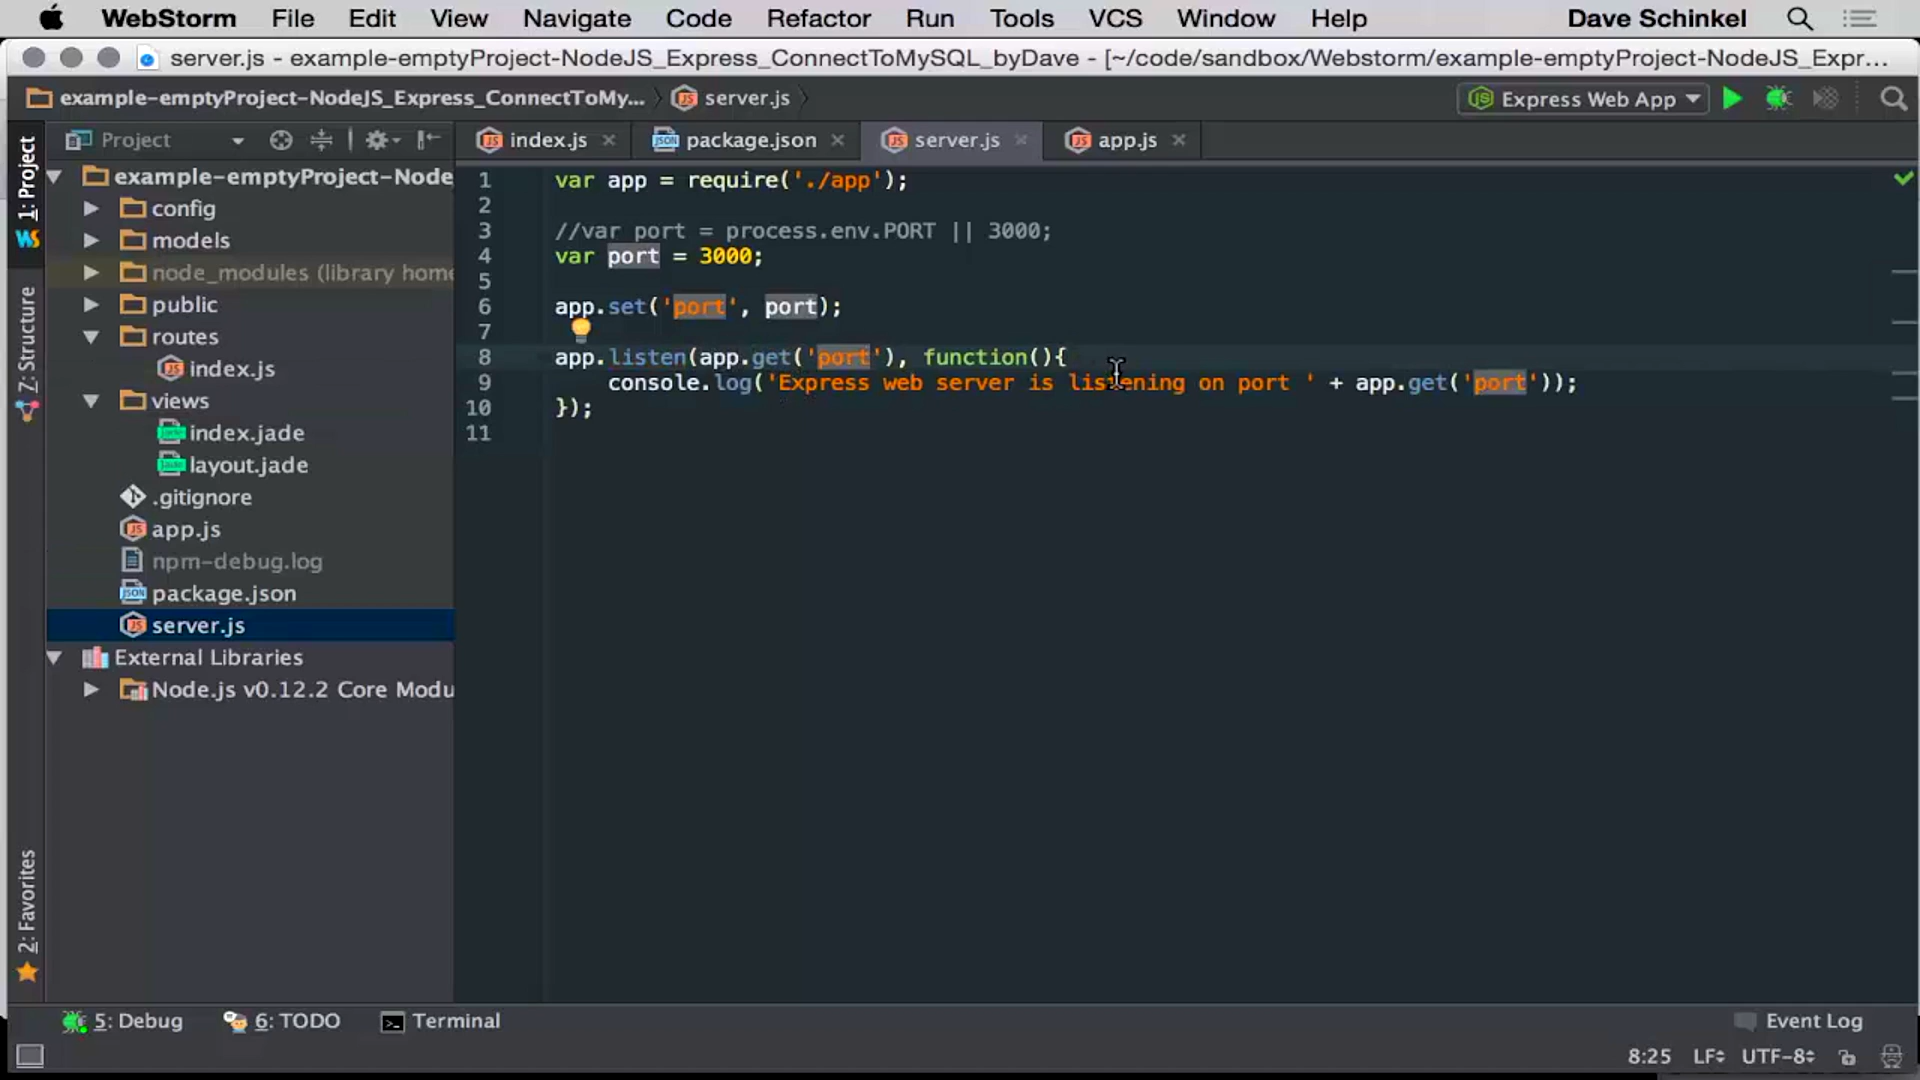 WebStorm File Edit View Navigate Code Refactor Run Tools VCS Window Help Dave Schinkel
server.js - example-emptyProject-NodeJS_Express_ConnectToMySQL_byDave - [~/code/sandbox/Webstorm/example-emptyProject-NodeJS_Expr...
example-emptyProject-NodeJS_Express_ConnectToMy... server.js Express Web App
1: Project
Z: Structure
2: Favorites
Project
example-emptyProject-Node
config
models
node_modules (library home
public
routes
index.js
views
index.jade
layout.jade
.gitignore
app.js
npm-debug.log
package.json
server.js
External Libraries
Node.js v0.12.2 Core Modu
index.js package.json server.js app.js
1 var app = require('./app');
2
3 //var port = process.env.PORT || 3000;
4 var port = 3000;
5
6 app.set('port', port);
7
8 app.listen(app.get('port'), function(){
9 console.log('Express web server is listening on port ' + app.get('port'));
10 });
11
5: Debug 6: TODO Terminal Event Log
8:25 LF UTF-8